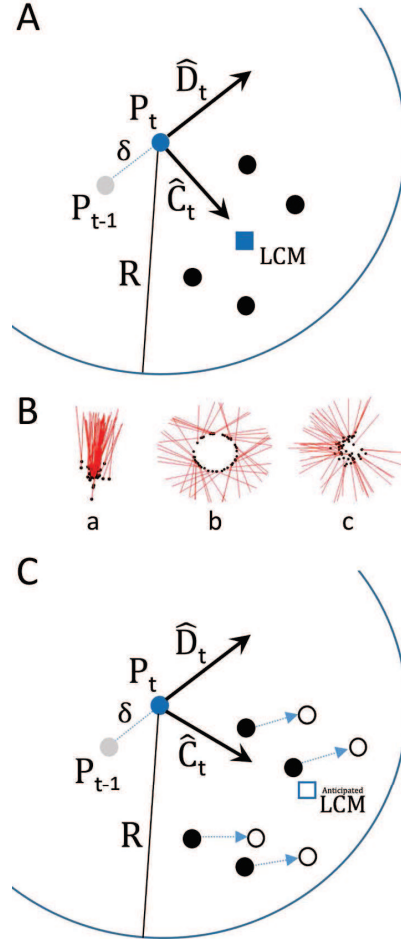 A
D̂ₜ
Pₜ
δ
Ĉₜ
Pₜ₋₁
LCM
R
B
a b c
C
D̂ₜ
Pₜ
δ
Ĉₜ
Pₜ₋₁
Anticipated
LCM
R